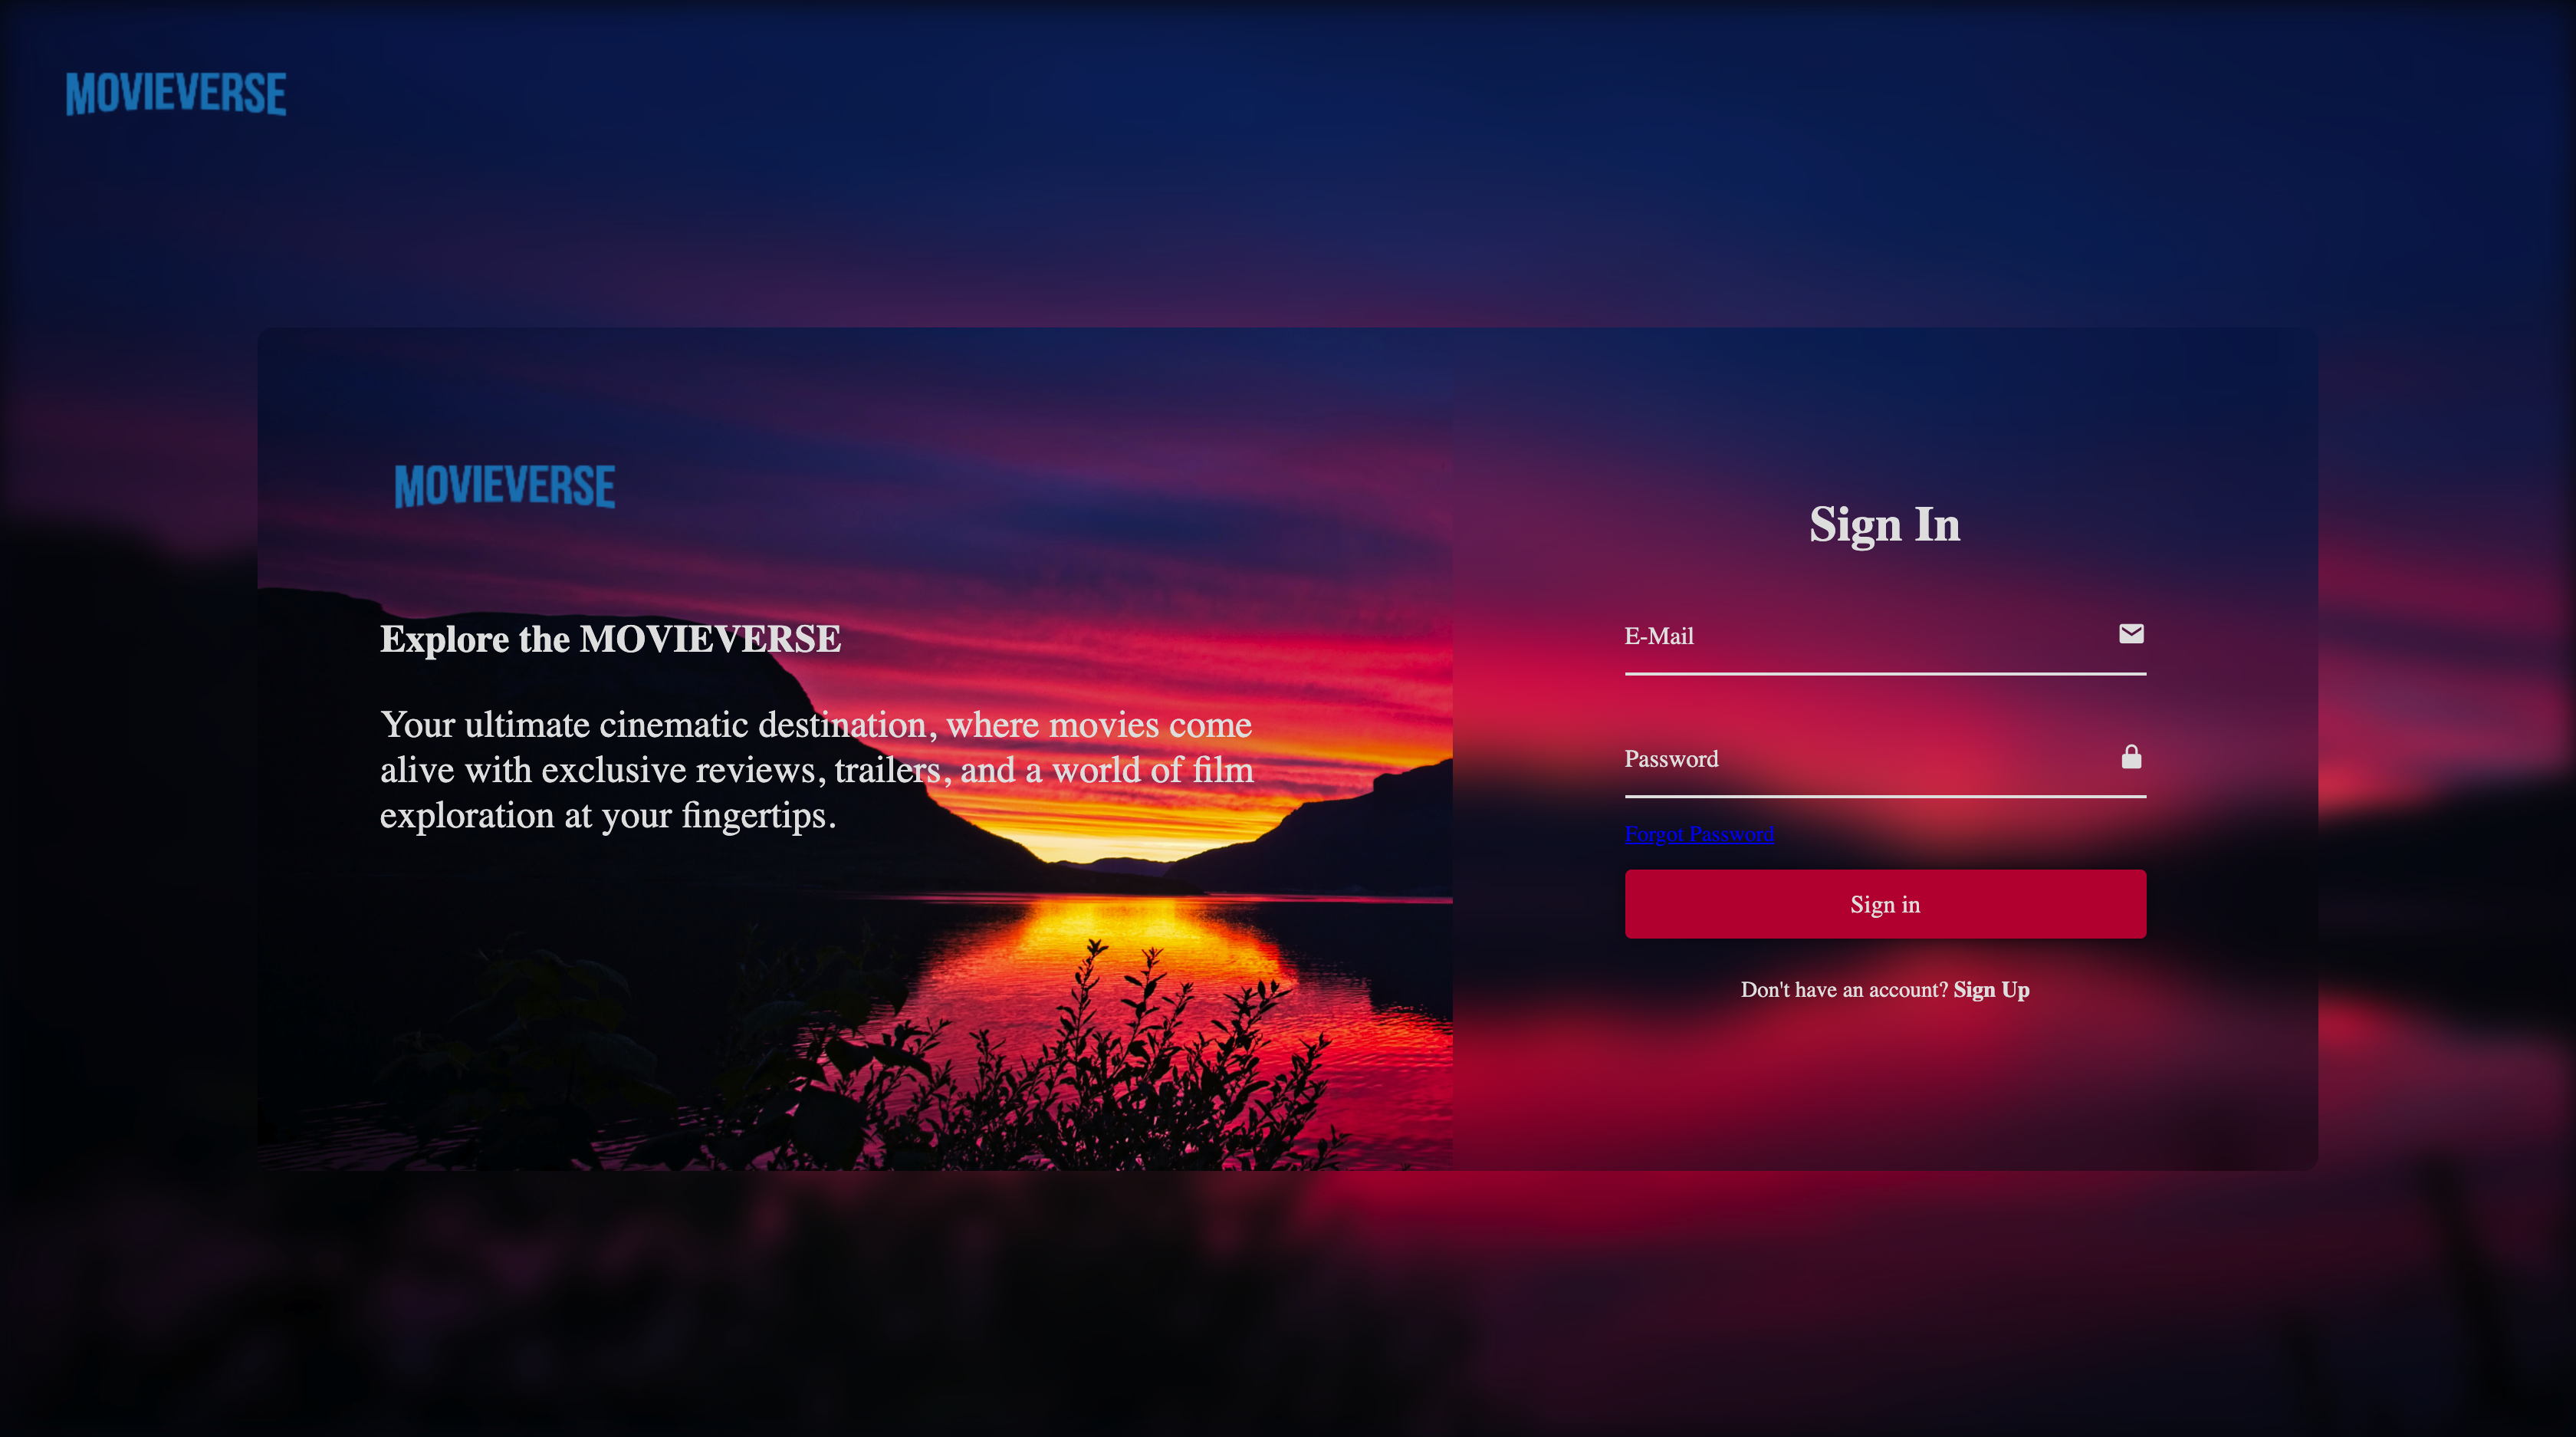 MOVIEVERSE
MOVIEVERSE
Explore the MOVIEVERSE
Your ultimate cinematic destination, where movies come
alive with exclusive reviews, trailers, and a world of film
exploration at your fingertips.
Sign In
E-Mail
Password
Forgot Password
Sign in
Don't have an account? Sign Up